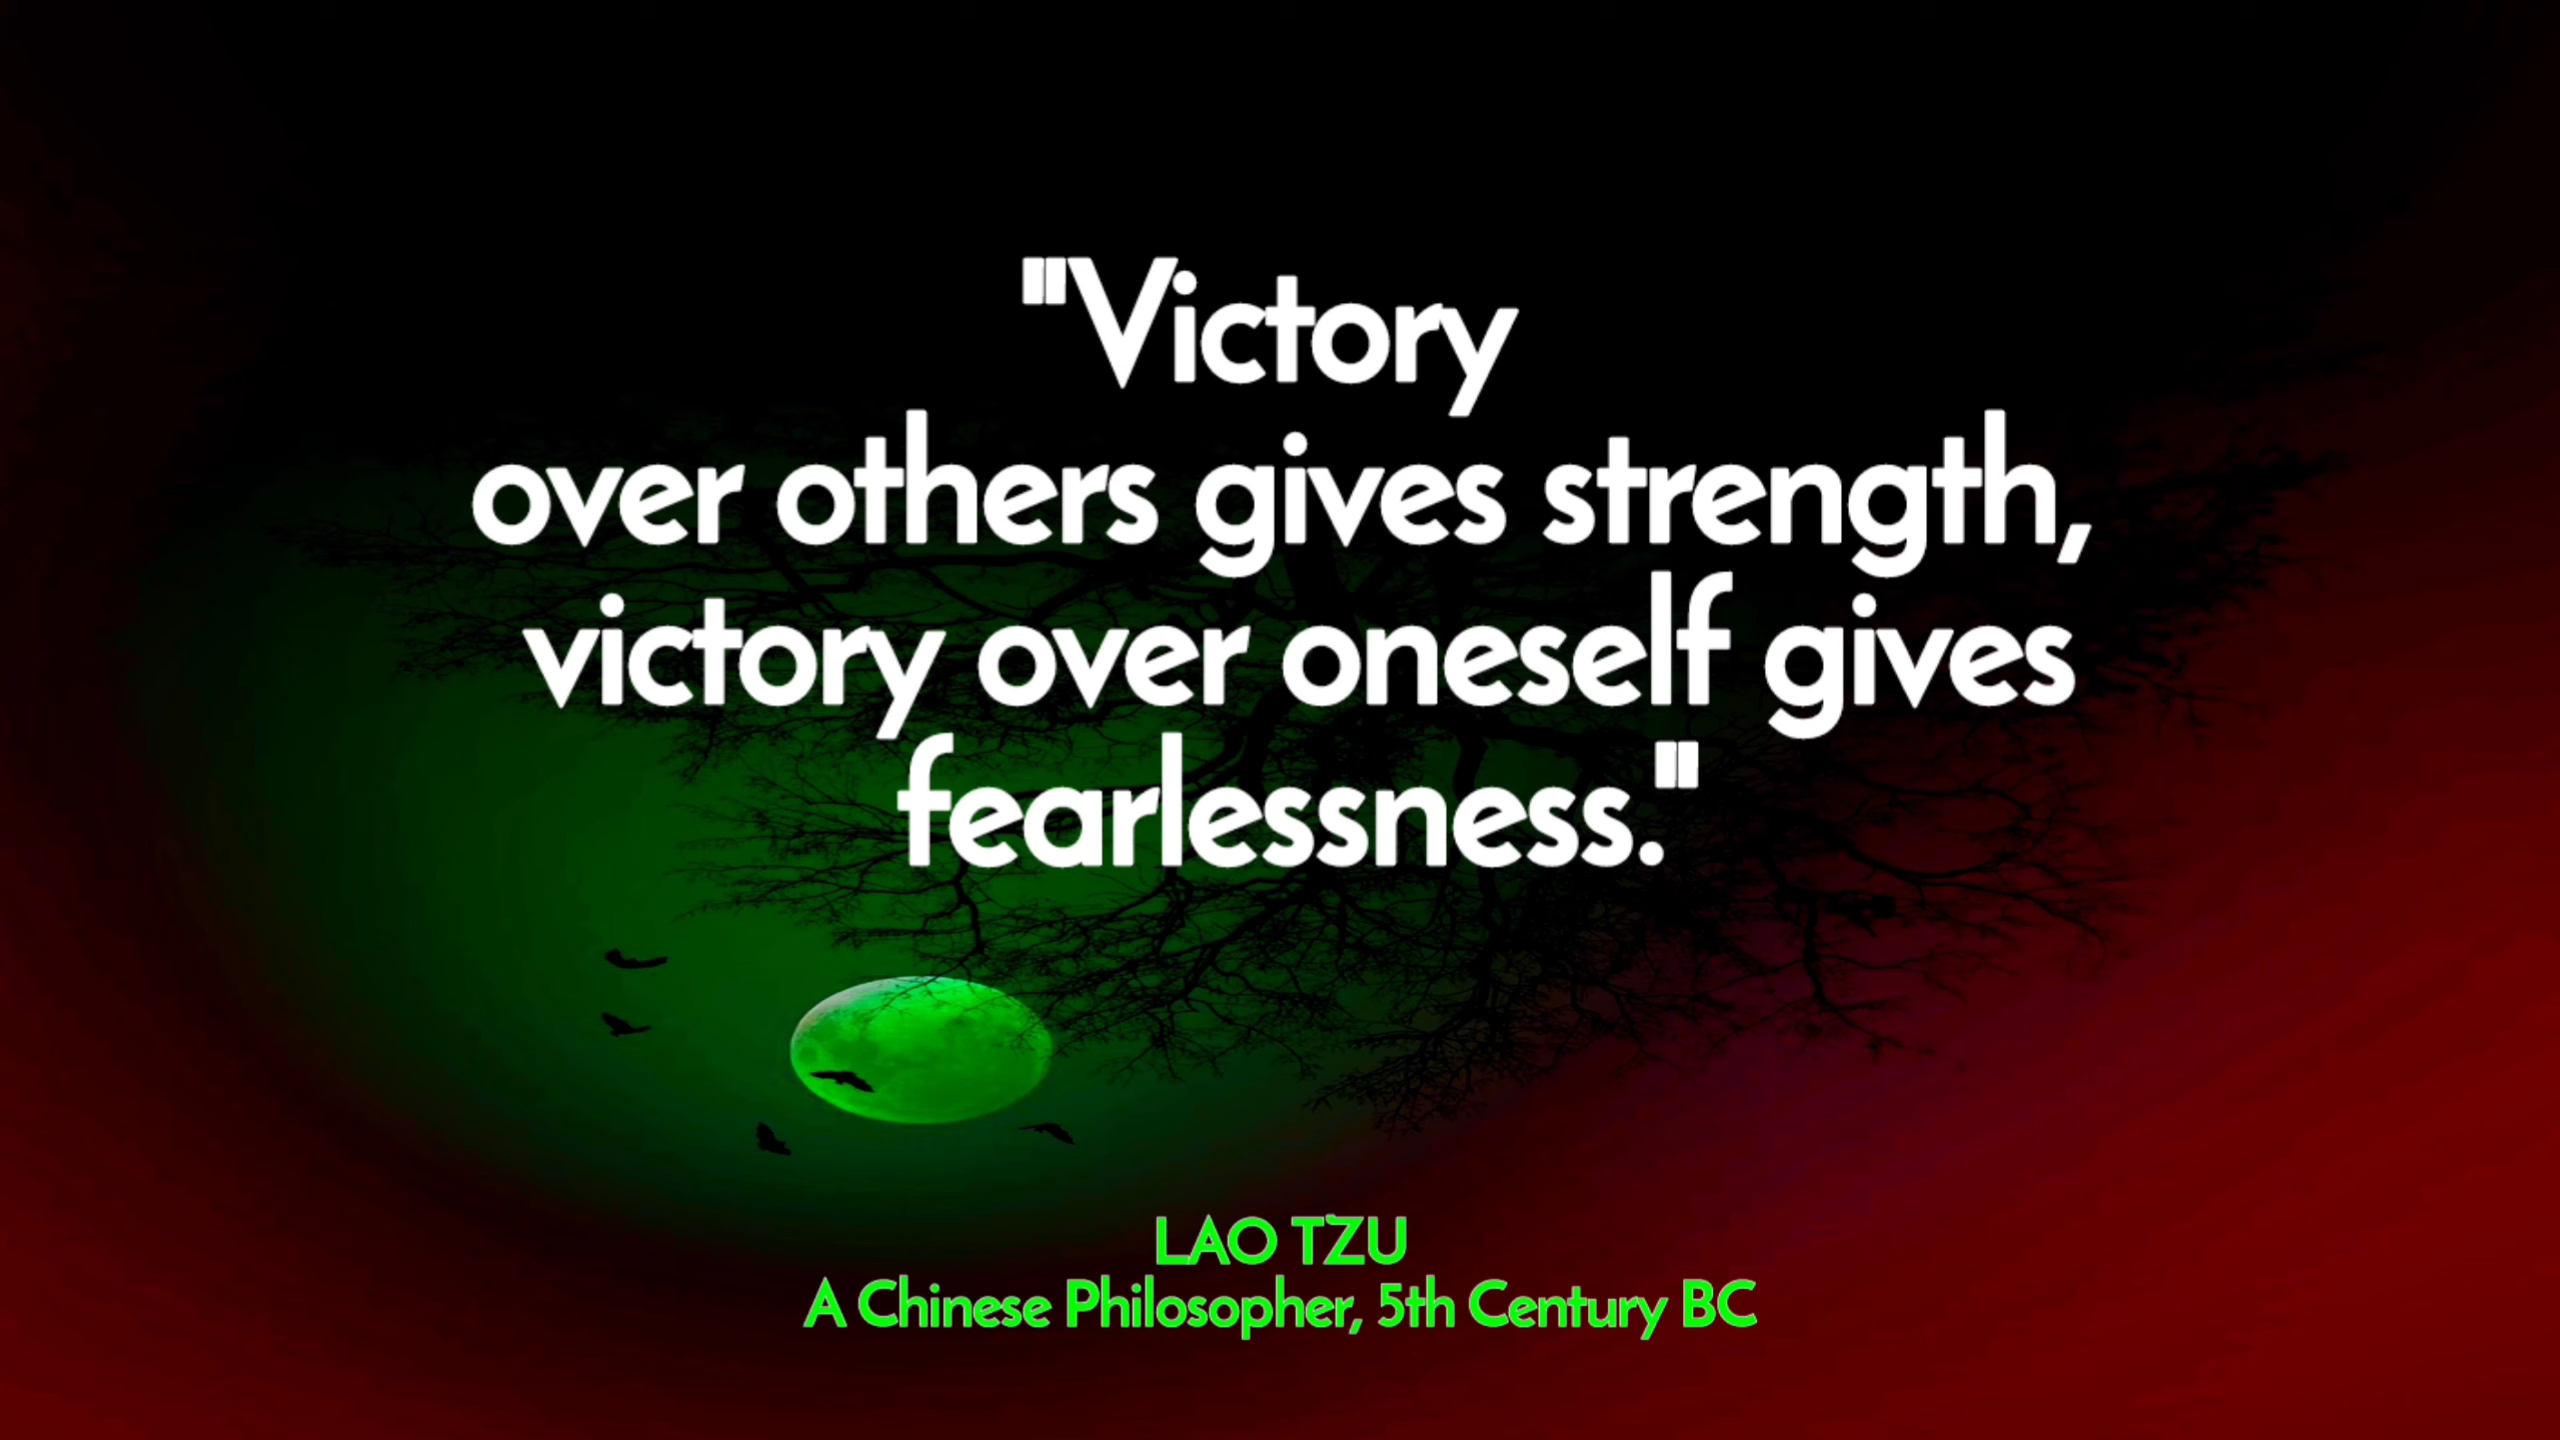 "Victory
over others gives strength,
victory over oneself gives
fearlessness."
LAO TZU
A Chinese Philosopher, 5th Century BC